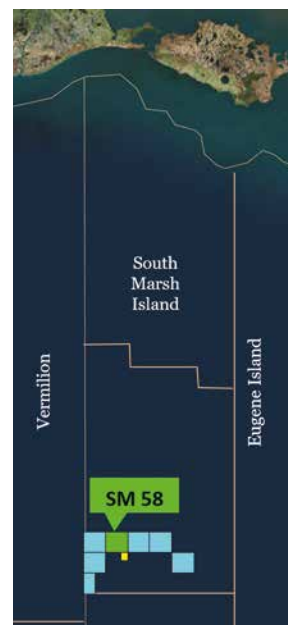 South
Marsh
Island
Vermilion
Eugene Island
SM 58